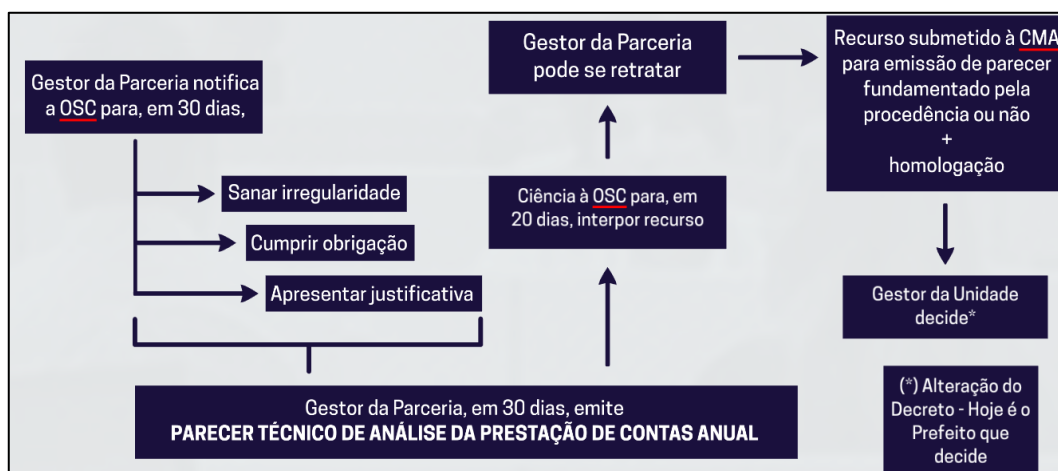 Gestor da Parceria notifica
a OSC para, em 30 dias,
Sanar irregularidade
Cumprir obrigação
Apresentar justificativa
Gestor da Parceria, em 30 dias, emite
PARECER TÉCNICO DE ANÁLISE DA PRESTAÇÃO DE CONTAS ANUAL
Ciência à OSC para, em
20 dias, interpor recurso
Gestor da Parceria
pode se retratar
Recurso submetido à CMA
para emissão de parecer
fundamentado pela
procedência ou não
+
homologação
Gestor da Unidade
decide*
(*) Alteração do
Decreto - Hoje é o
Prefeito que
decide